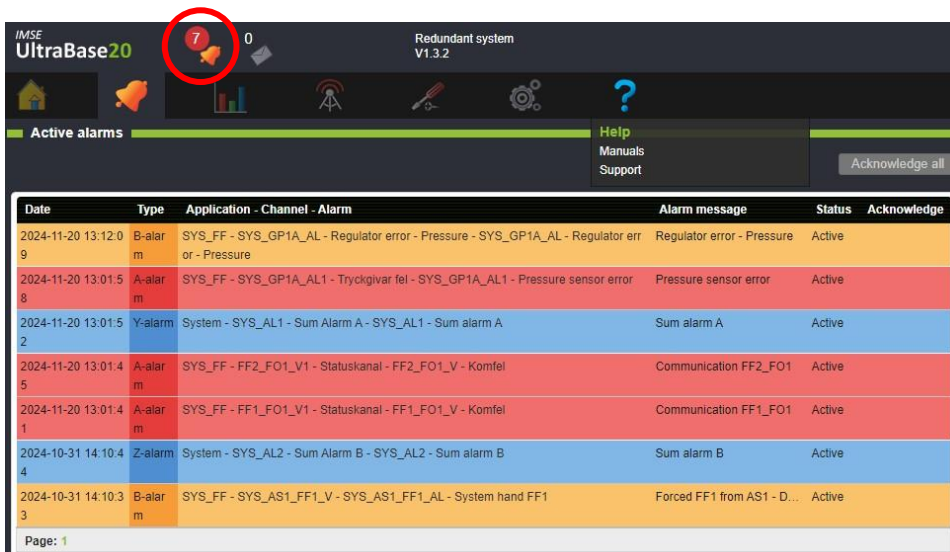 IMSE
UltraBase20
7
0
Redundant system
V1.3.2
?
Active alarms
Help
Manuals
Support
Acknowledge all
Date Type Application - Channel - Alarm Alarm message Status Acknowledge
2024-11-20 13:12:0 B-alar SYS_FF - SYS_GP1A_AL - Regulator error - Pressure - SYS_GP1A_AL - Regulator err Regulator error - Pressure Active
9 m or - Pressure
2024-11-20 13:01:5 A-alar SYS_FF - SYS_GP1A_AL1 - Tryckgivar fel - SYS_GP1A_AL1 - Pressure sensor error Pressure sensor error Active
8 m
2024-11-20 13:01:5 Y-alarm System - SYS_AL1 - Sum Alarm A - SYS_AL1 - Sum alarm A Sum alarm A Active
2
2024-11-20 13:01:4 A-alar SYS_FF - FF2_FO1_V1 - Statuskanal - FF2_FO1_V - Komfel Communication FF2_FO1 Active
5 m
2024-11-20 13:01:4 A-alar SYS_FF - FF1_FO1_V1 - Statuskanal - FF1_FO1_V - Komfel Communication FF1_FO1 Active
1 m
2024-10-31 14:10:4 Z-alarm System - SYS_AL2 - Sum Alarm B - SYS_AL2 - Sum alarm B Sum alarm B Active
4
2024-10-31 14:10:3 B-alar SYS_FF - SYS_AS1_FF1_V - SYS_AS1_FF1_AL - System hand FF1 Forced FF1 from AS1 - D... Active
3 m
Page: 1